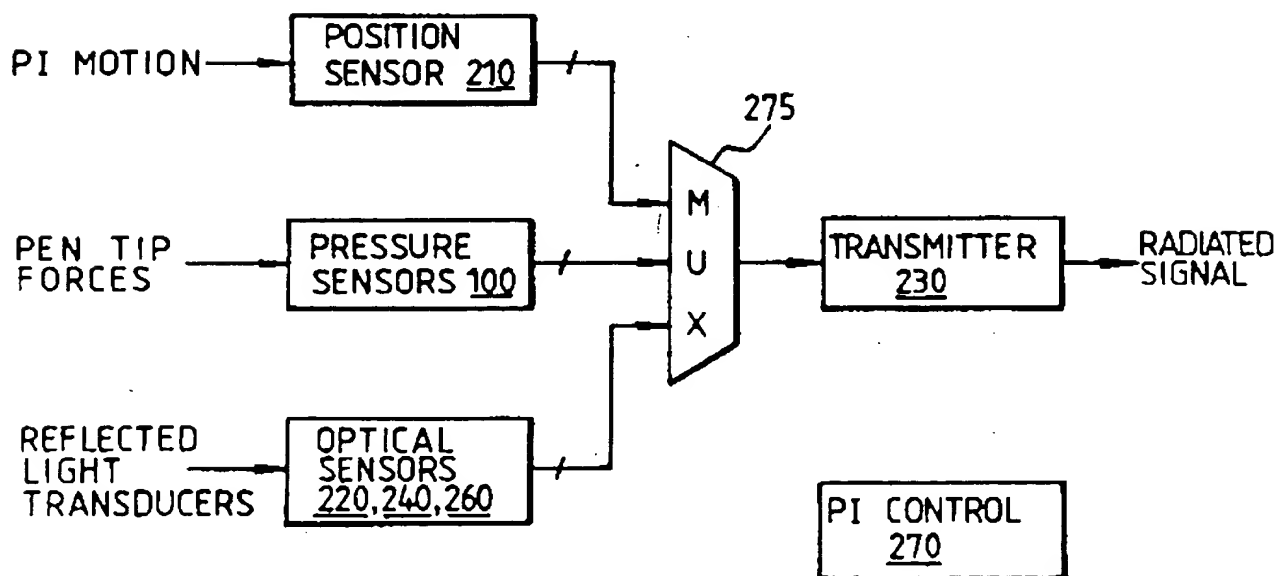 PI MOTION
POSITION
SENSOR 210
275
PEN TIP
FORCES
PRESSURE
SENSORS 100
M
U
X
TRANSMITTER
230
RADIATED
SIGNAL
REFLECTED
LIGHT
TRANSDUCERS
OPTICAL
SENSORS
220, 240, 260
PI CONTROL
270